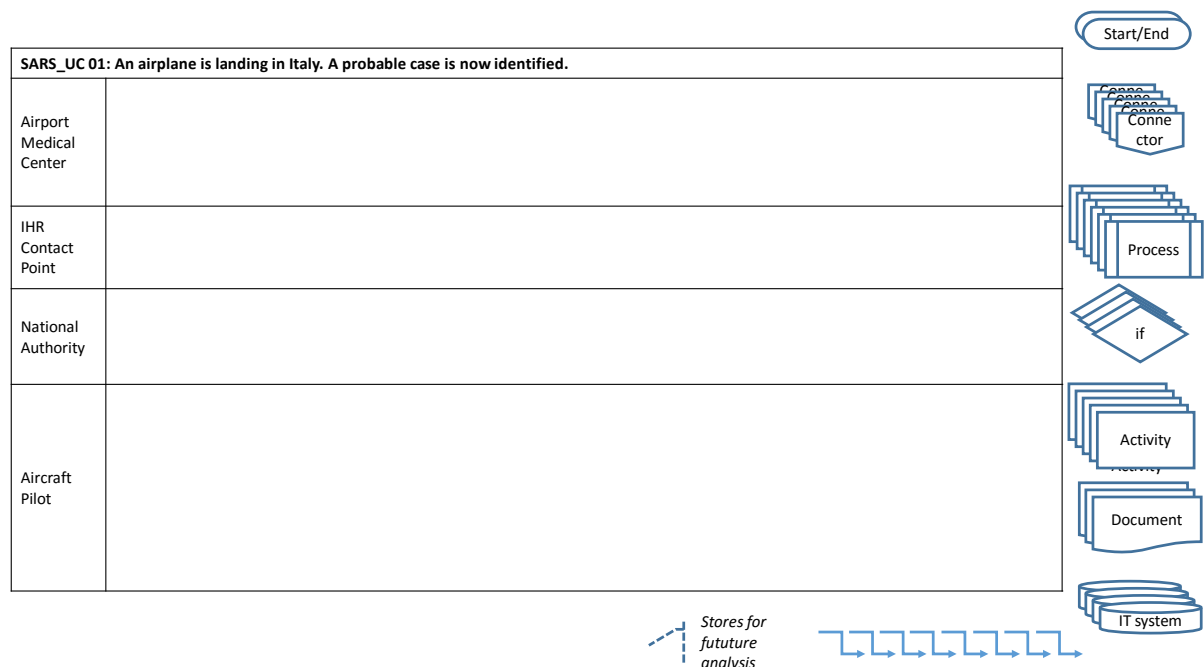 Start/End
SARS_UC 01: An airplane is landing in Italy. A probable case is now identified.
Airport
Medical
Center
Conne
ctor
IHR
Contact
Point
Process
National
Authority
if
Activity
Aircraft
Pilot
Document
IT system
Stores for
fututure
analysis